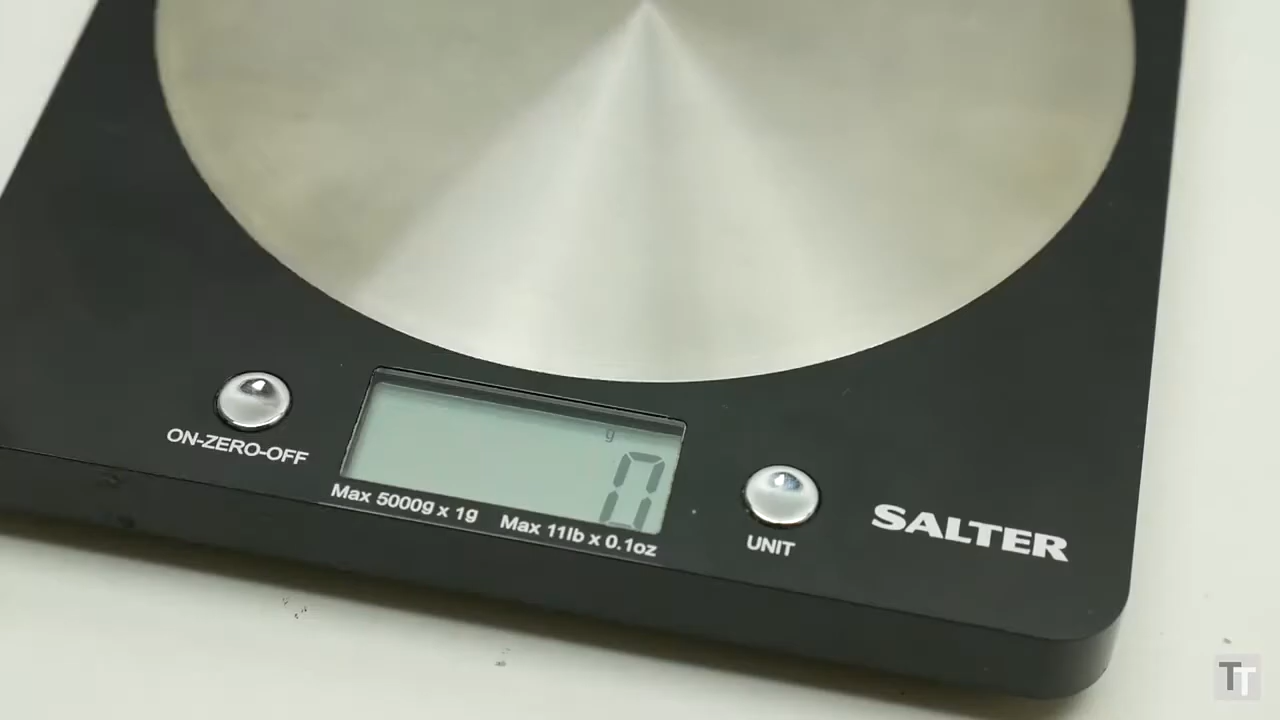 g
0
ON-ZERO-OFF
Max 5000g x 1g Max 11lb x 0.1oz
UNIT
SALTER
TT